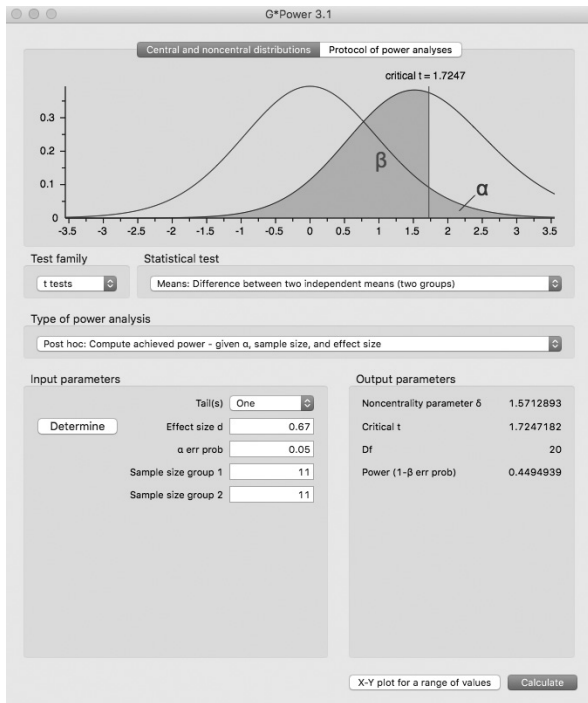 G*Power 3.1
Central and noncentral distributions Protocol of power analyses
critical t = 1.7247
0.3
0.2
0.1
0
β
α
-3.5 -3 -2.5 -2 -1.5 -1 -0.5 0 0.5 1 1.5 2 2.5 3 3.5
Test family Statistical test
t tests Means: Difference between two independent means (two groups)
Type of power analysis
Post hoc: Compute achieved power - given α, sample size, and effect size
Input parameters
Tail(s) One
Determine Effect size d 0.67
α err prob 0.05
Sample size group 1 11
Sample size group 2 11
Output parameters
Noncentrality parameter δ 1.5712893
Critical t 1.7247182
Df 20
Power (1-β err prob) 0.4494939
X-Y plot for a range of values Calculate